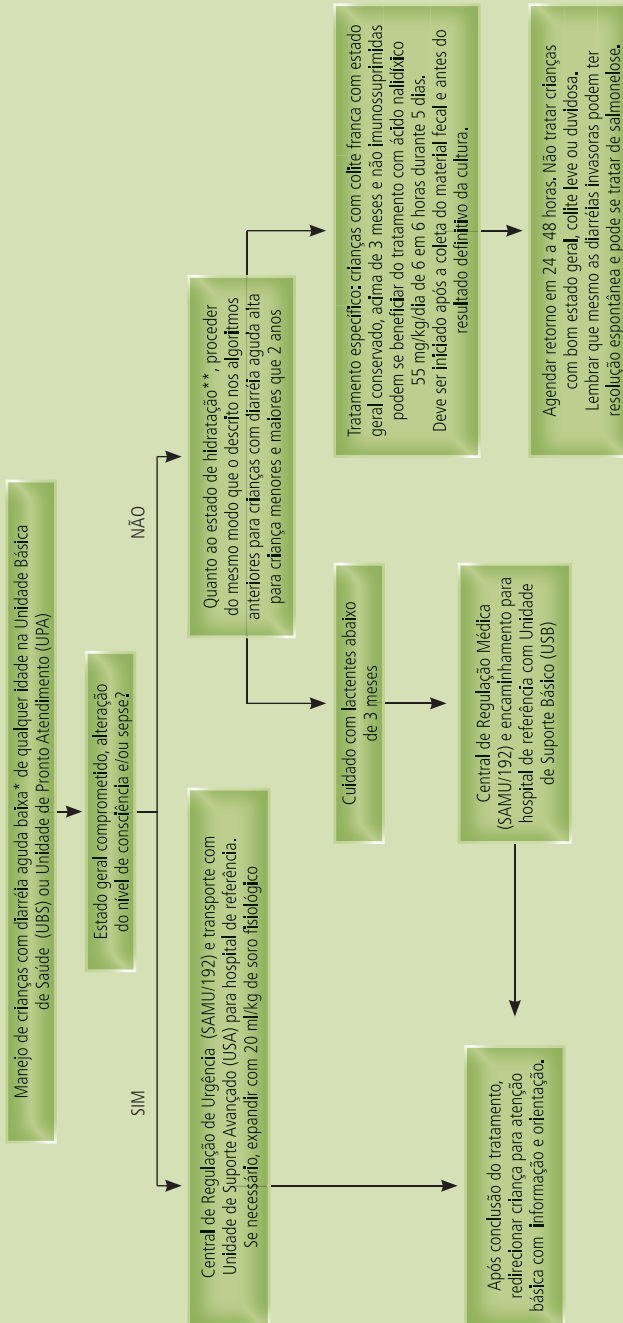 Manejo de crianças com diarréia aguda baixa* de qualquer idade na Unidade Básica
de Saúde (UBS) ou Unidade de Pronto Atendimento (UPA)
Estado geral comprometido, alteração
do nível de consciência e/ou sepse?
SIM
NÃO
Central de Regulação de Urgência (SAMU/192) e transporte com
Unidade de Suporte Avançado (USA) para hospital de referência.
Se necessário, expandir com 20 ml/kg de soro fisiológico
Quanto ao estado de hidratação**, proceder
do mesmo modo que o descrito nos algoritmos
anteriores para crianças com diarréia aguda alta
para criança menores e maiores que 2 anos
Cuidado com lactentes abaixo
de 3 meses
Tratamento específico: crianças com colite franca com estado
geral conservado, acima de 3 meses e não imunossuprimidas
podem se beneficiar do tratamento com ácido nalidíxico
55 mg/kg/dia de 6 em 6 horas durante 5 dias.
Deve ser iniciado após a coleta do material fecal e antes do
resultado definitivo da cultura.
Central de Regulação Médica
(SAMU/192) e encaminhamento para
hospital de referência com Unidade
de Suporte Básico (USB)
Após conclusão do tratamento,
redirecionar criança para atenção
básica com informação e orientação.
Agendar retorno em 24 a 48 horas. Não tratar crianças
com bom estado geral, colite leve ou duvidosa.
Lembrar que mesmo as diarréias invasoras podem ter
resolução espontânea e pode se tratar de salmonelose.